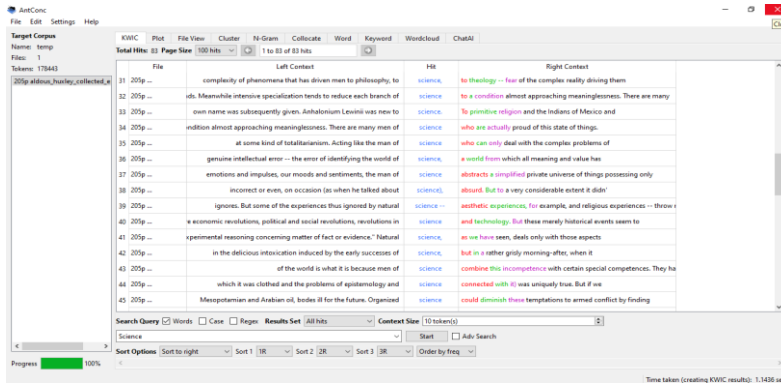 AntConc
File Edit Settings Help
Target Corpus
Name: temp
Files: 1
Tokens: 178443
205p aldous_huxley_collected_e
Progress 100%
KWIC Plot File View Cluster N-Gram Collocate Word Keyword Wordcloud ChatAI
Total Hits: 83 Page Size 100 hits 1 to 83 of 83 hits
File Left Context Hit Right Context
31 205p ... complexity of phenomena that has driven men to philosophy, to science, to theology -- fear of the complex reality driving them
32 205p ... ds. Meanwhile intensive specialization tends to reduce each branch of science to a condition almost approaching meaninglessness. There are many
33 205p ... own name was subsequently given. Anhalonium Lewinii was new to science. To primitive religion and the Indians of Mexico and
34 205p ... ndition almost approaching meaninglessness. There are many men of science who are actually proud of this state of things.
35 205p ... at some kind of totalitarianism. Acting like the man of science who can only deal with the complex problems of
36 205p ... genuine intellectual error -- the error of identifying the world of science, a world from which all meaning and value has
37 205p ... emotions and impulses, our moods and sentiments, the man of science abstracts a simplified private universe of things possessing only
38 205p ... incorrect or even, on occasion (as when he talked about science), absurd. But to a very considerable extent it didn'
39 205p ... ignores. But some of the experiences thus ignored by natural science -- aesthetic experiences, for example, and religious experiences -- throw
40 205p ... e economic revolutions, political and social revolutions, revolutions in science and technology. But these merely historical events seem to
41 205p ... xperimental reasoning concerning matter of fact or evidence." Natural science, as we have seen, deals only with those aspects
42 205p ... in the delicious intoxication induced by the early successes of science, but in a rather grisly morning-after, when it
43 205p ... of the world is what it is because men of science combine this incompetence with certain special competences. They ha
44 205p ... which it was clothed and the problems of epistemology and science connected with it) was uniquely true. But if we
45 205p ... Mesopotamian and Arabian oil, bodes ill for the future. Organized science could diminish these temptations to armed conflict by finding
Search Query Words Case Regex Results Set All hits Context Size 10 token(s)
Science Start Adv Search
Sort Options Sort to right Sort 1 1R Sort 2 2R Sort 3 3R Order by freq
Time taken (creating KWIC results): 1.1436 se